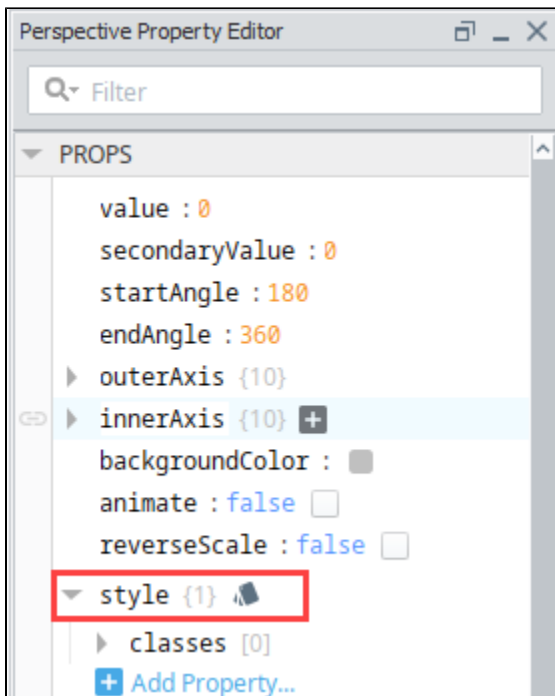 Perspective Property Editor
Filter
PROPS
value : 0
secondaryValue : 0
startAngle : 180
endAngle : 360
outerAxis {10}
innerAxis {10}
backgroundColor :
animate : false
reverseScale : false
style {1}
classes [0]
Add Property...